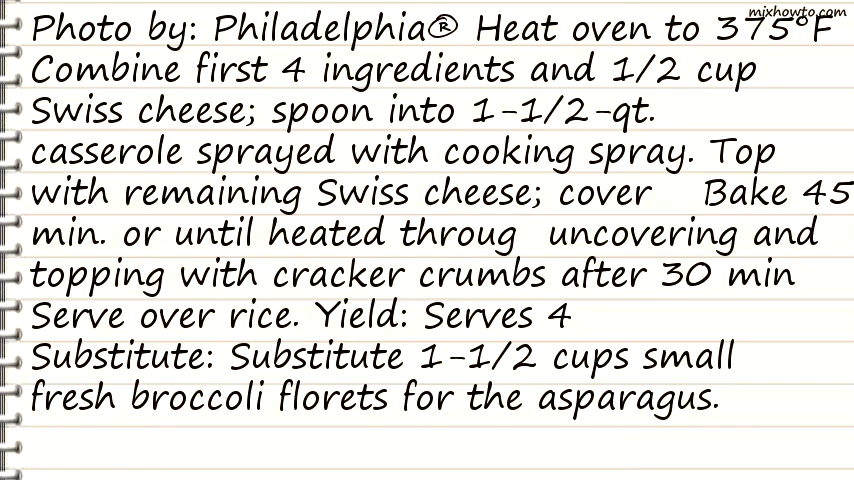 mixhowto.com
Photo by: Philadelphia® Heat oven to 375°F
Combine first 4 ingredients and 1/2 cup
Swiss cheese; spoon into 1-1/2-qt.
casserole sprayed with cooking spray. Top
with remaining Swiss cheese; cover Bake 45
min. or until heated throug uncovering and
topping with cracker crumbs after 30 min
Serve over rice. Yield: Serves 4
Substitute: Substitute 1-1/2 cups small
fresh broccoli florets for the asparagus.